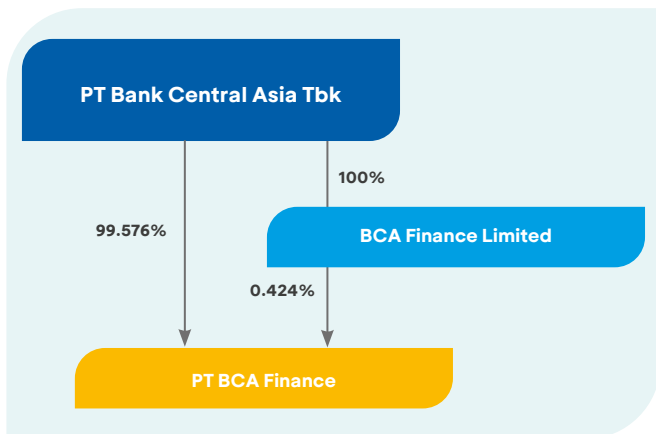 PT Bank Central Asia Tbk
100%
99.576%
BCA Finance Limited
0.424%
PT BCA Finance